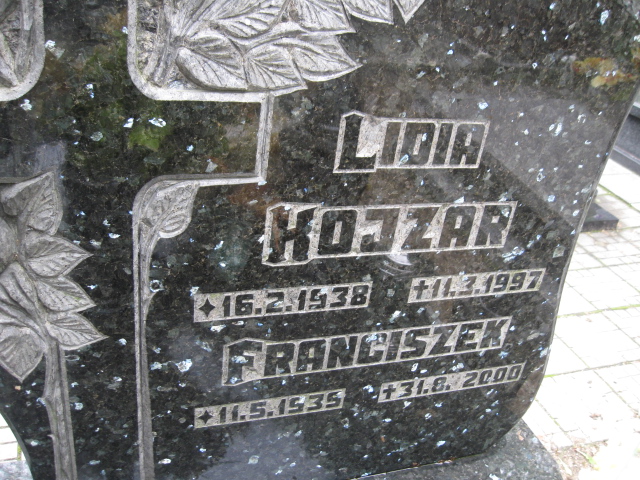 LIDIA
KOJZAR
✦16.2.1938 †11.3.1997
FRANCISZEK
✦11.5.1935 †31.8.2000